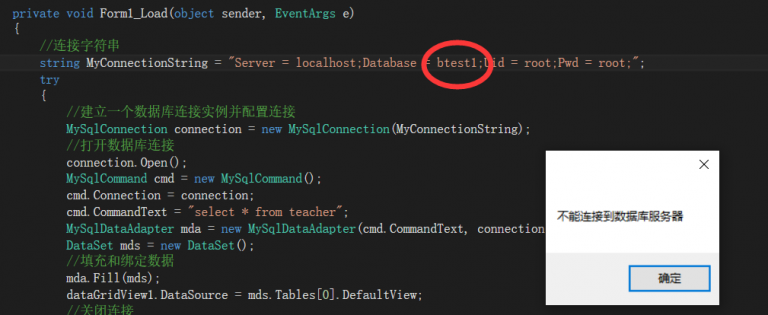 private void Form1_Load(object sender, EventArgs e)
{
//连接字符串
string MyConnectionString = "Server = localhost;Database = btest1;Uid = root;Pwd = root;";
try
{
//建立一个数据库连接实例并配置连接
MySqlConnection connection = new MySqlConnection(MyConnectionString);
//打开数据库连接
connection.Open();
MySqlCommand cmd = new MySqlCommand();
cmd.Connection = connection;
cmd.CommandText = "select * from teacher";
MySqlDataAdapter mda = new MySqlDataAdapter(cmd.CommandText, connection
DataSet mds = new DataSet();
//填充和绑定数据
mda.Fill(mds);
dataGridView1.DataSource = mds.Tables[0].DefaultView;
//关闭连接
不能连接到数据库服务器
确定